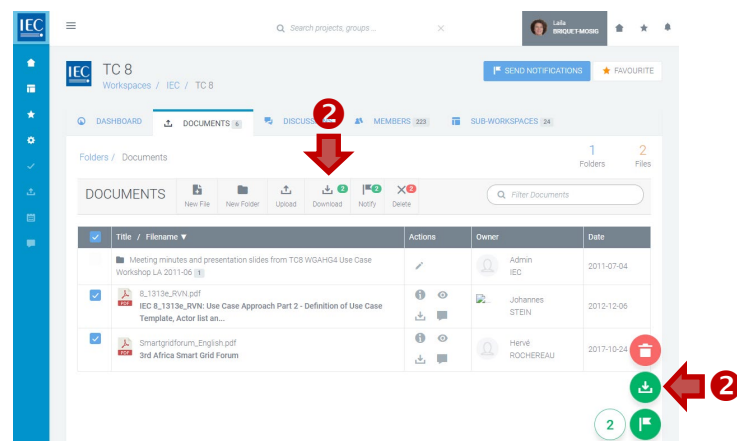 IEC
Search projects, groups ...
Laila
BRIQUET-MOSIG
IEC
TC 8
Workspaces / IEC / TC 8
SEND NOTIFICATIONS
FAVOURITE
2
DASHBOARD
DOCUMENTS 6
DISCUSS
MEMBERS 223
SUB-WORKSPACES 24
Folders / Documents
1
Folders
2
Files
DOCUMENTS
New File
New Folder
Upload
2
Download
2
Notify
2
Delete
Filter Documents
Title / Filename ▼
Actions
Owner
Date
Meeting minutes and presentation slides from TC8 WGAHG4 Use Case
Workshop LA 2011-06 1
Admin
IEC
2011-07-04
PDF
8_1313e_RVN.pdf
IEC 8_1313e_RVN: Use Case Approach Part 2 - Definition of Use Case
Template, Actor list an...
Johannes
STEIN
2012-12-06
PDF
Smartgridforum_English.pdf
3rd Africa Smart Grid Forum
Hervé
ROCHEREAU
2017-10-24
2
2